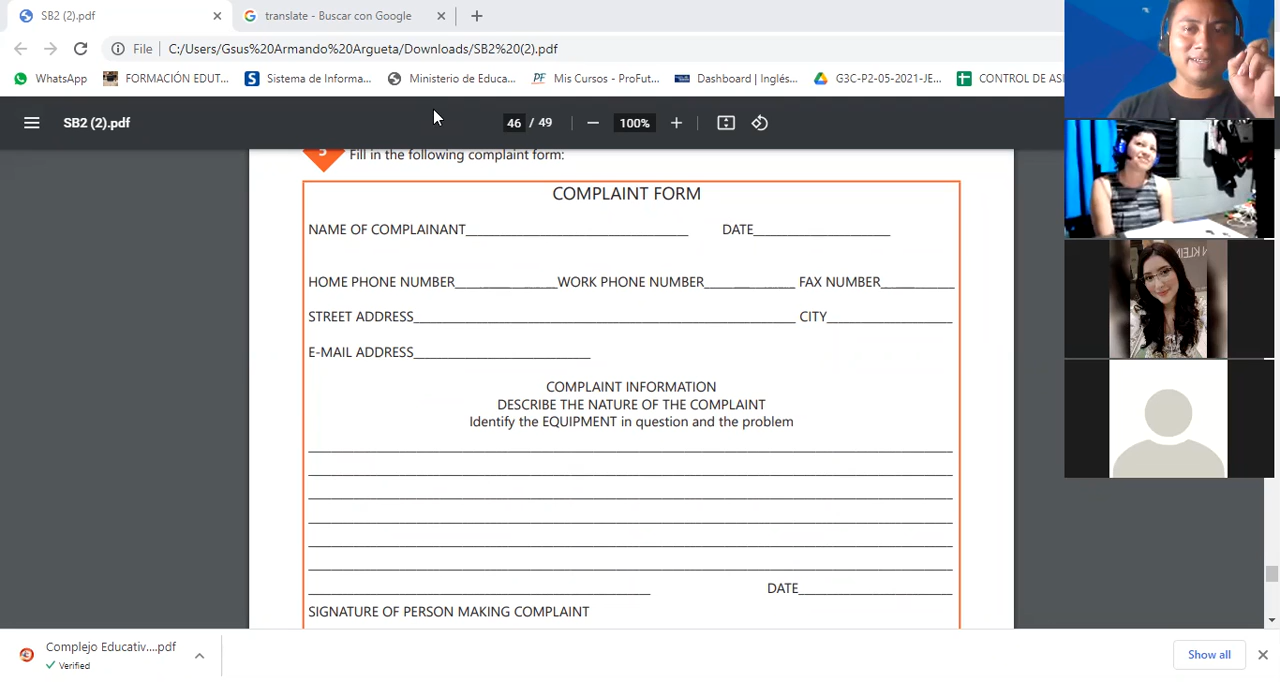 SB2 (2).pdf
translate - Buscar con Google
File
C:/Users/Gsus%20Armando%20Argueta/Downloads/SB2%20(2).pdf
WhatsApp
FORMACIÓN EDUT...
Sistema de Informa...
Ministerio de Educa...
Mis Cursos - ProFut...
Dashboard | Inglés,...
G3C-P2-05-2021-JE...
CONTROL DE ASI
SB2 (2).pdf
46 / 49
100%
5 Fill in the following complaint form:
COMPLAINT FORM
NAME OF COMPLAINANT DATE
HOME PHONE NUMBER WORK PHONE NUMBER FAX NUMBER
STREET ADDRESS CITY
E-MAIL ADDRESS
COMPLAINT INFORMATION
DESCRIBE THE NATURE OF THE COMPLAINT
Identify the EQUIPMENT in question and the problem
DATE
SIGNATURE OF PERSON MAKING COMPLAINT
Complejo Educativ....pdf
Verified
Show all